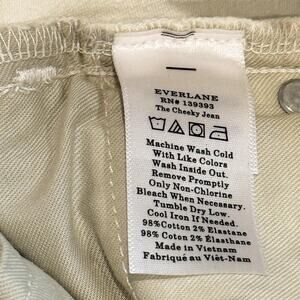 EVERLANE
RN# 139393
The Cheeky Jean
Machine Wash Cold
With Like Colors
Wash Inside Out.
Remove Promptly
Only Non-Chlorine
Bleach When Necessary.
Tumble Dry Low.
Cool Iron If Needed.
98%Cotton 2% Elastane
98% Cotton 2% Élasthane
Made in Vietnam
Fabriqué au Viêt-Nam